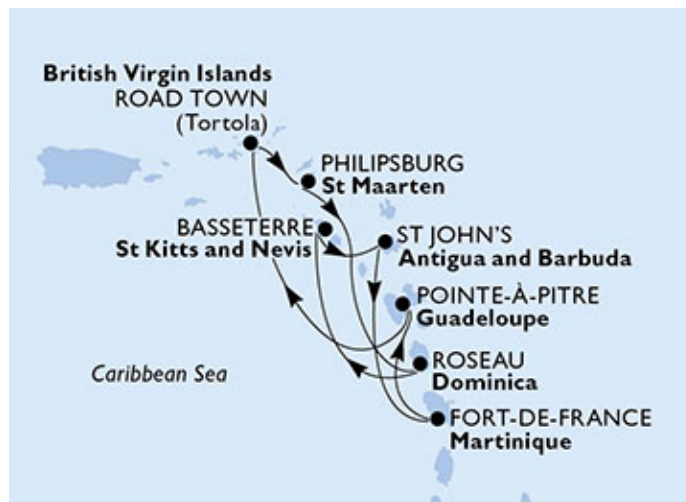 British Virgin Islands
ROAD TOWN
(Tortola)
PHILIPSBURG
St Maarten
BASSETERRE
St Kitts and Nevis
ST JOHN'S
Antigua and Barbuda
POINTE-À-PITRE
Guadeloupe
ROSEAU
Dominica
Caribbean Sea
FORT-DE-FRANCE
Martinique